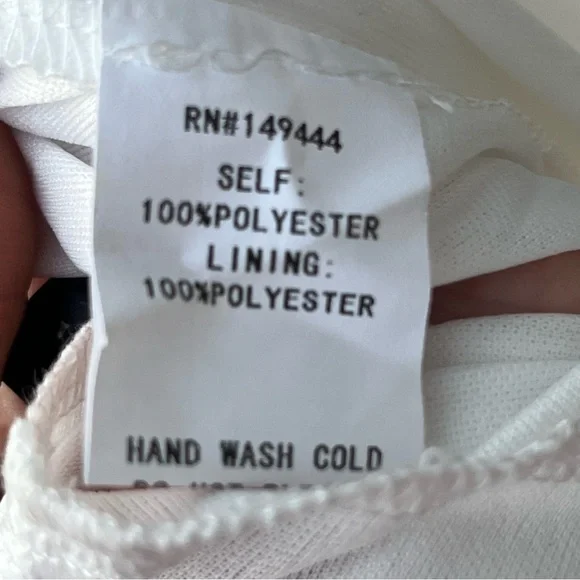 RN#149444
SELF:
100%POLYESTER
LINING:
100%POLYESTER
HAND WASH COLD